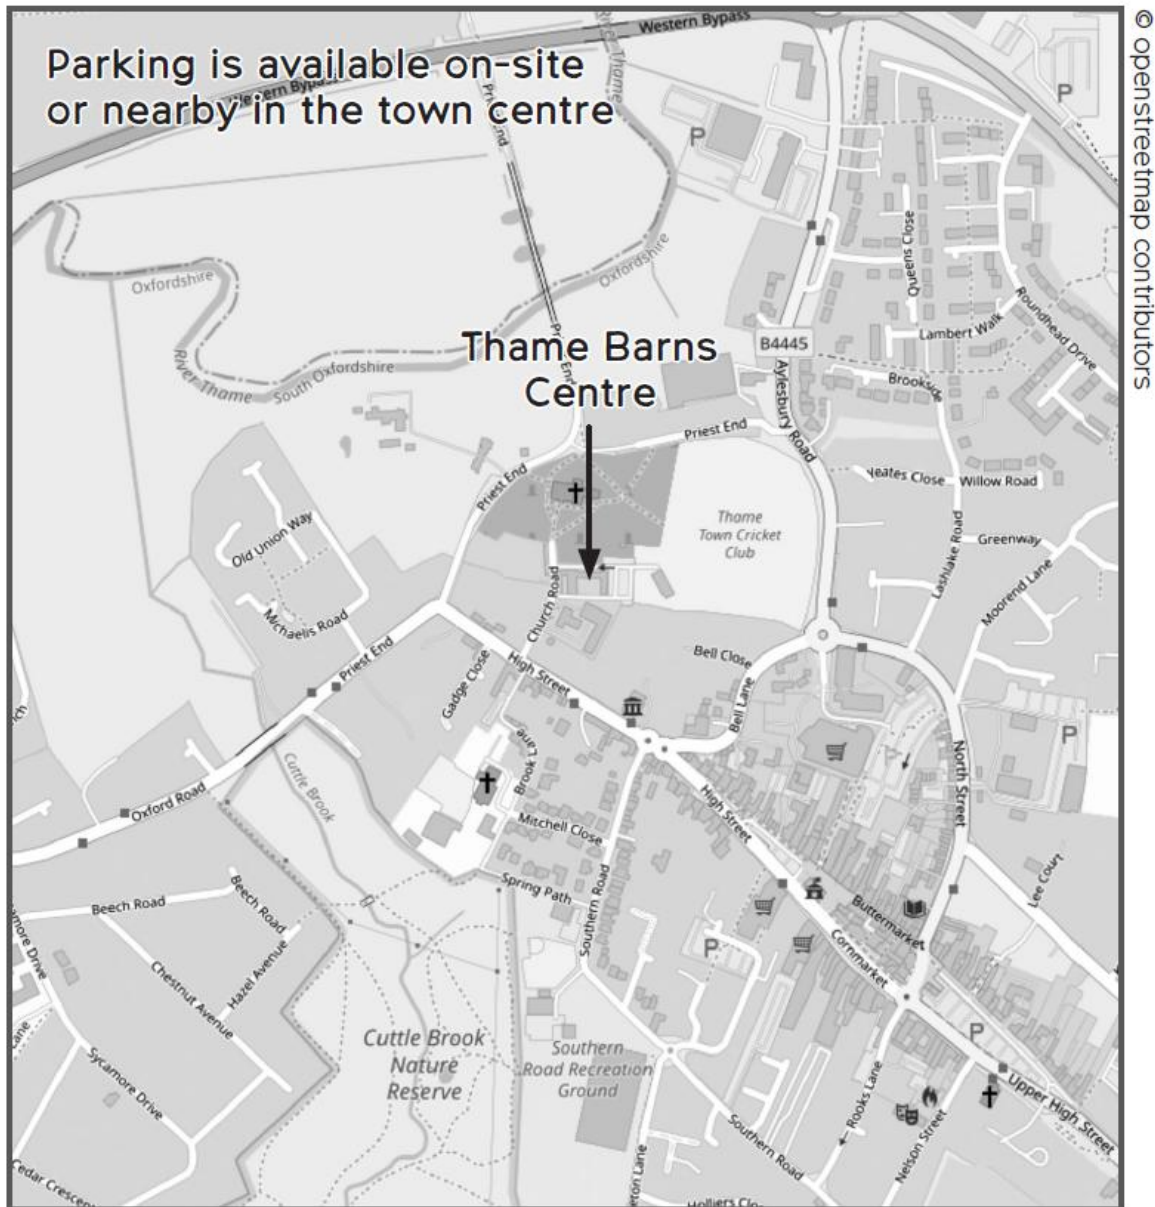 Western Bypass
Parking is available on-site
or nearby in the town centre
© openstreetmap contributors
River Thame
Western Bypass
P
P
Oxfordshire
Oxfordshire
Queens Close
Roundhead Drive
Lambert Walk
B4445
Thame Barns
Centre
River Thame
South Oxfordshire
Aylesbury Road
Brookside
Priest End
Priest End
Willow Road
Thame
Town Cricket
Club
Old Union Way
Greenway
Lashlake Road
Moorend Lane
Church Road
Michaelis Road
Priest End
High Street
Gadge Close
Bell Close
Bell Lane
P
North Street
Brook Lane
Cuttle Brook
Oxford Road
High Street
Mitchell Close
Spring Path
Southern Road
Lee Court
Beech Road
Beech Road
Buttermarket
Cornmarket
P
Hazel Avenue
Chestnut Avenue
Cuttle Brook
Nature
Reserve
Southern
Road Recreation
Ground
P
Sycamore Drive
Rooks Lane
Upper High Street
Nelson Street
Southern Road